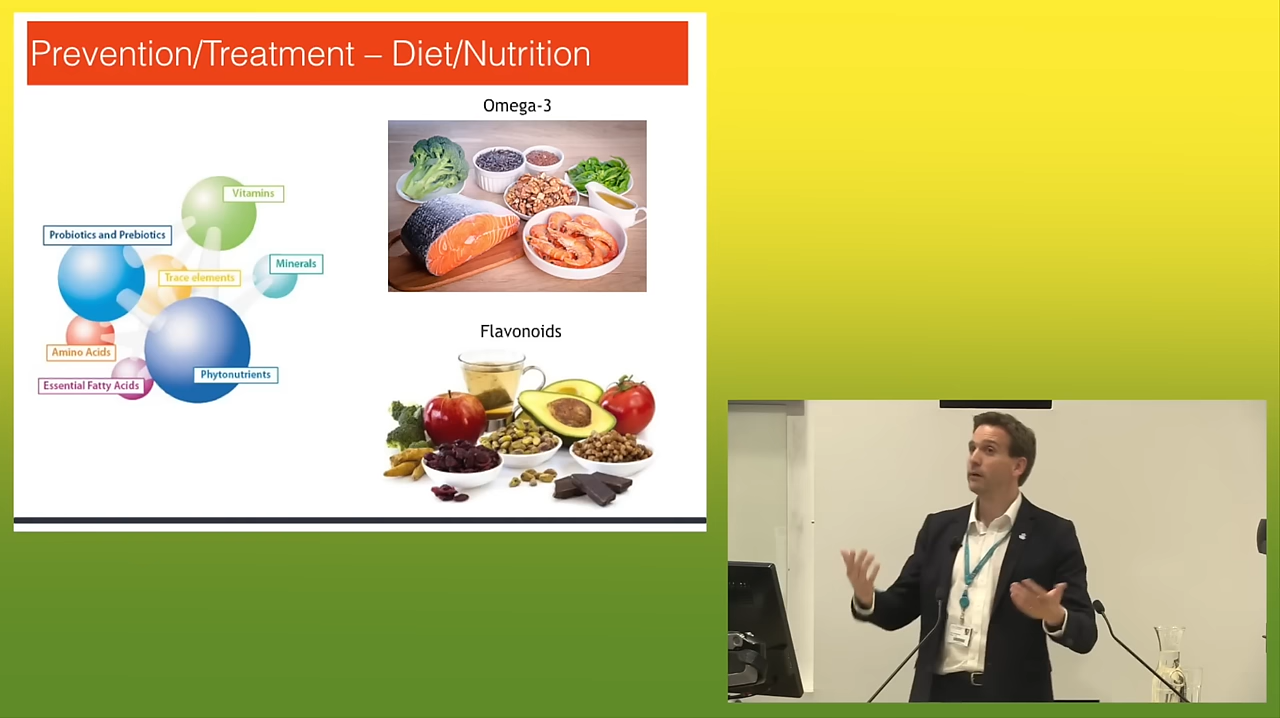 Prevention/Treatment – Diet/Nutrition
Omega-3
Vitamins
Probiotics and Prebiotics
Minerals
Trace elements
Amino Acids
Phytonutrients
Essential Fatty Acids
Flavonoids